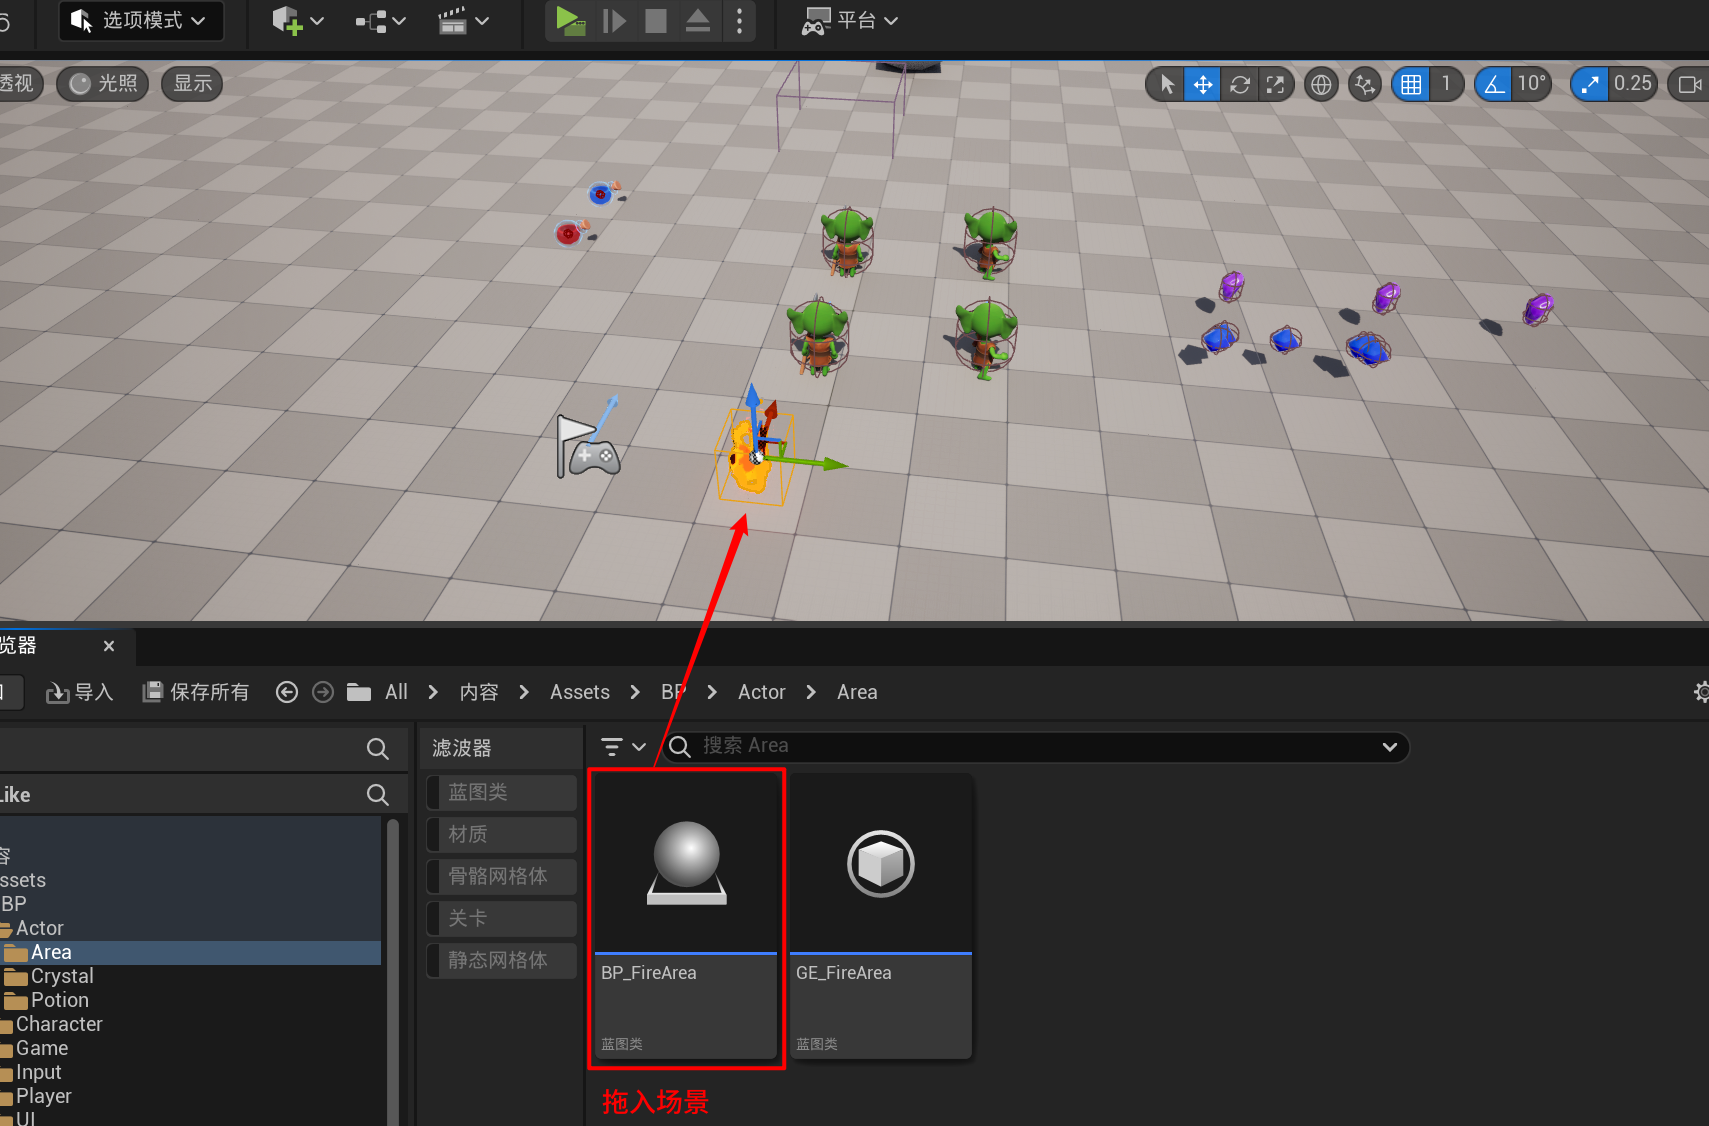 选项模式
平台
透视
光照
显示
1
10°
0.25
览器
导入
保存所有
All
内容
Assets
BP
Actor
Area
滤波器
搜索 Area
Like
蓝图类
材质
骨骼网格体
关卡
静态网格体
容
ssets
BP
Actor
Area
Crystal
Potion
Character
Game
Input
Player
UI
BP_FireArea
蓝图类
GE_FireArea
蓝图类
拖入场景